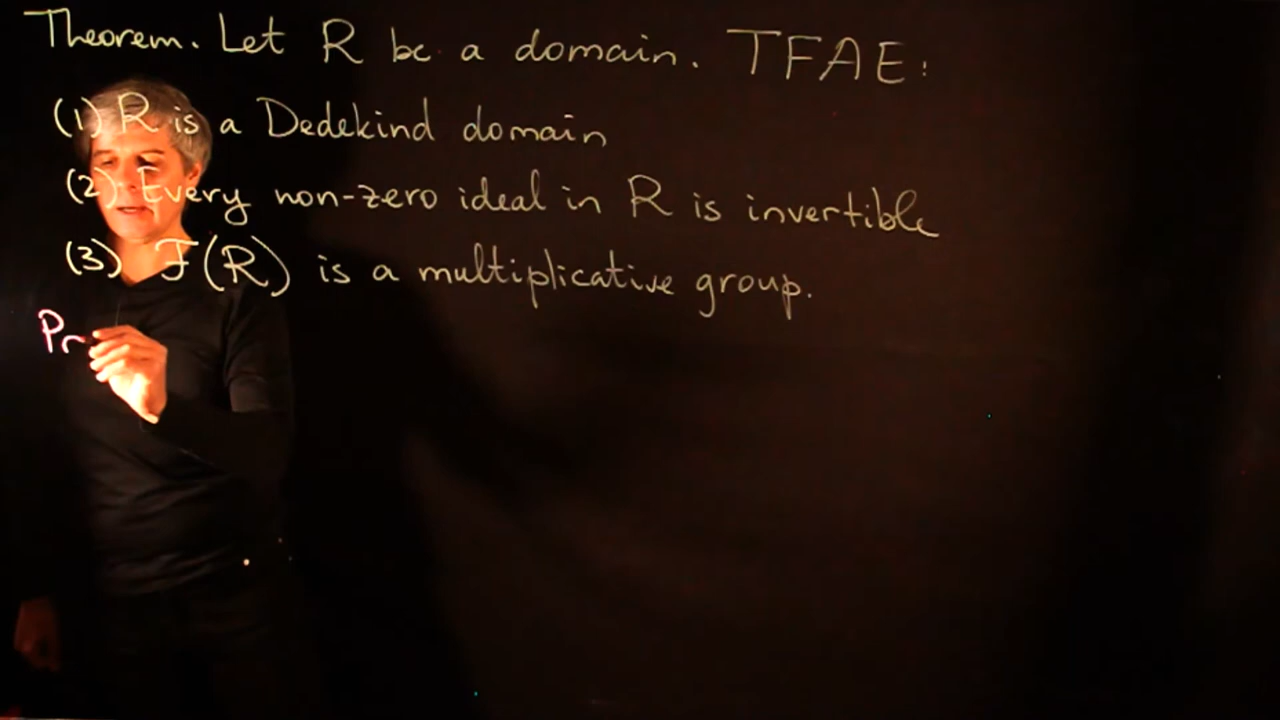 Theorem. Let R be a domain. TFAE:
(1) R is a Dedekind domain
(2) Every non-zero ideal in R is invertible
(3) F(R) is a multiplicative group.
Pr